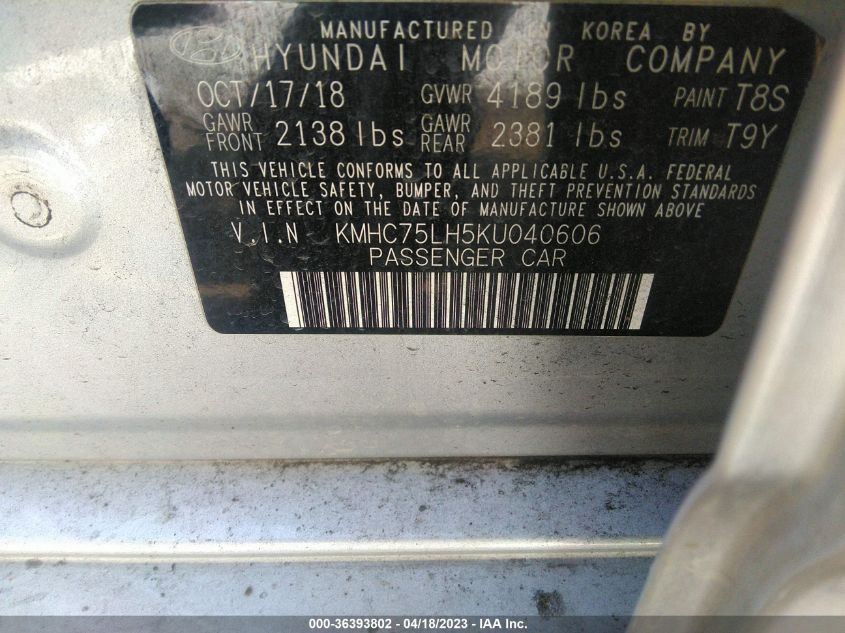 MANUFACTURED IN KOREA BY
HYUNDAI MOTOR COMPANY
OCT/17/18 GVWR 4189 lbs PAINT T8S
GAWR FRONT 2138 lbs GAWR REAR 2381 lbs TRIM T9Y
THIS VEHICLE CONFORMS TO ALL APPLICABLE U.S.A. FEDERAL
MOTOR VEHICLE SAFETY, BUMPER, AND THEFT PREVENTION STANDARDS
IN EFFECT ON THE DATE OF MANUFACTURE SHOWN ABOVE
V.I.N KMHC75LH5KU040606
PASSENGER CAR
000-36393802 - 04/18/2023 - IAA Inc.